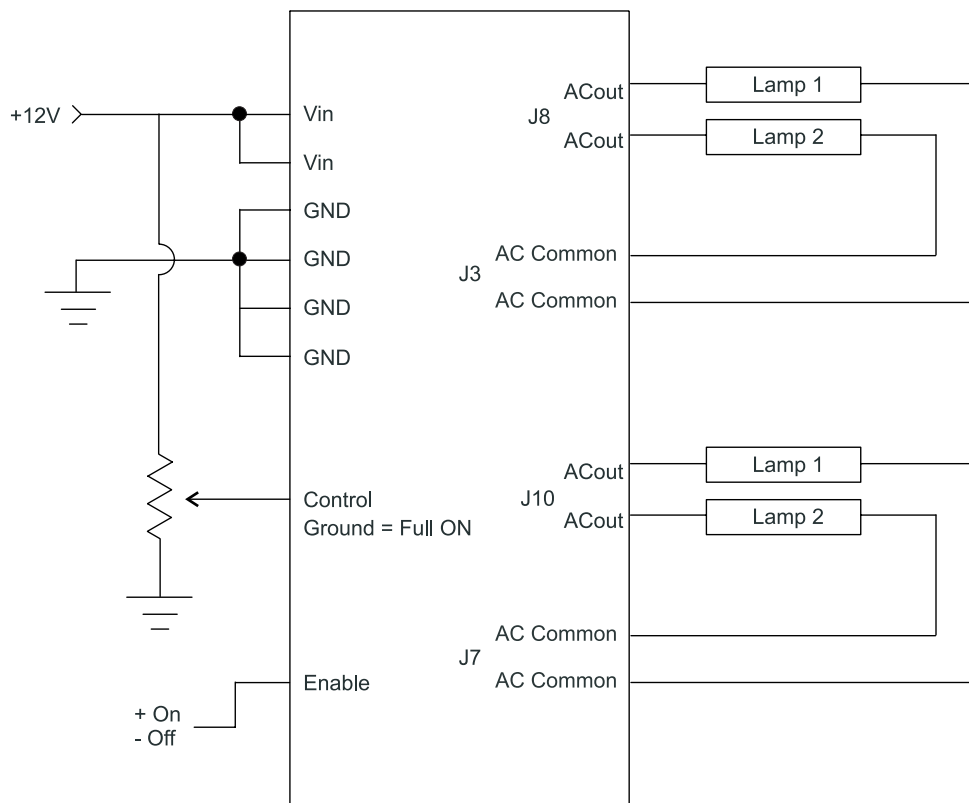 +12V
Vin
Vin
GND
GND
GND
GND
Control
Ground = Full ON
Enable
+ On
- Off
ACout
J8
ACout
Lamp 1
Lamp 2
AC Common
J3
AC Common
ACout
J10
ACout
Lamp 1
Lamp 2
AC Common
J7
AC Common